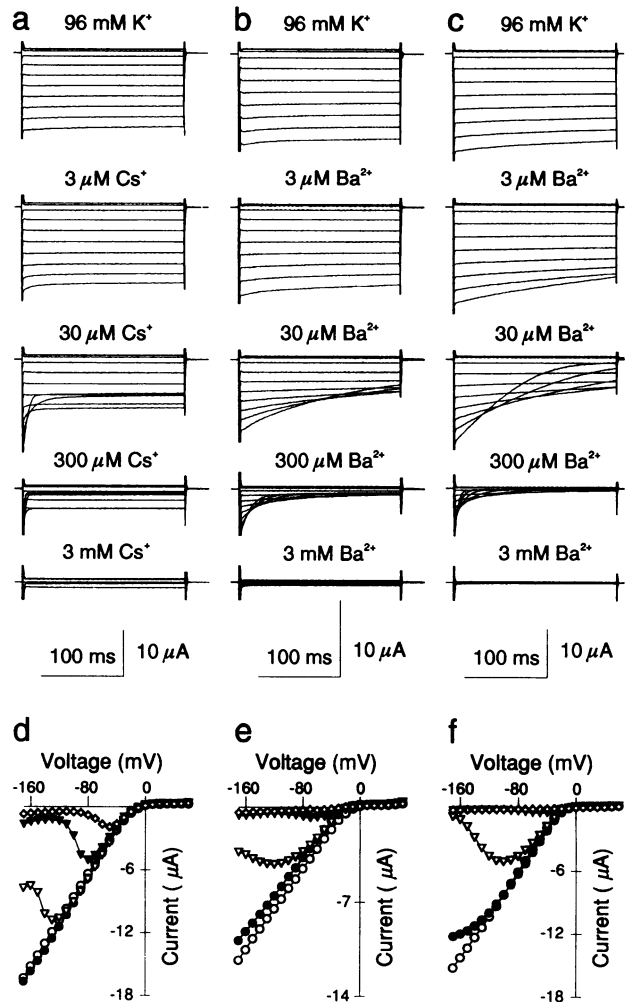 a b c
96 mM K⁺ 96 mM K⁺ 96 mM K⁺
3 μM Cs⁺ 3 μM Ba²⁺ 3 μM Ba²⁺
30 μM Cs⁺ 30 μM Ba²⁺ 30 μM Ba²⁺
300 μM Cs⁺ 300 μM Ba²⁺ 300 μM Ba²⁺
3 mM Cs⁺ 3 mM Ba²⁺ 3 mM Ba²⁺
100 ms 10 μA 100 ms 10 μA 100 ms 10 μA
d e f
Voltage (mV) Voltage (mV) Voltage (mV)
-160 -80 0 -160 -80 0 -160 -80 0
-6 -7 -6
-12 -14 -12
-18 -18
Current ( μA) Current ( μA) Current ( μA)